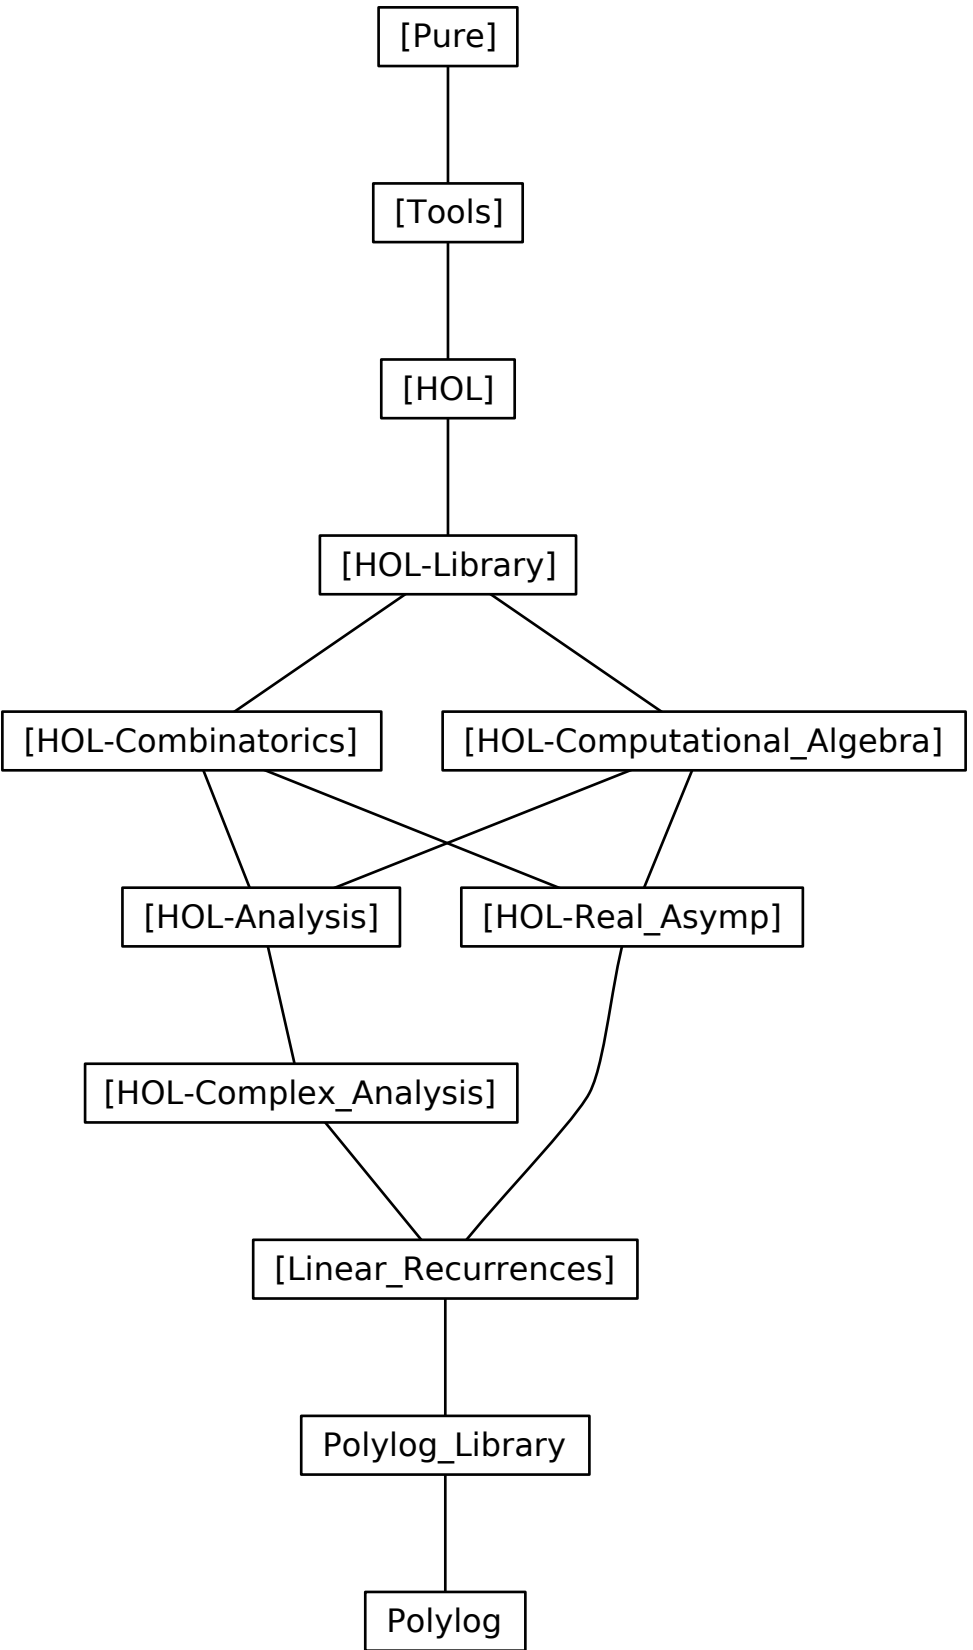 [Pure]
[Tools]
[HOL]
[HOL-Library]
[HOL-Combinatorics]
[HOL-Computational_Algebra]
[HOL-Analysis]
[HOL-Real_Asymp]
[HOL-Complex_Analysis]
[Linear_Recurrences]
Polylog_Library
Polylog